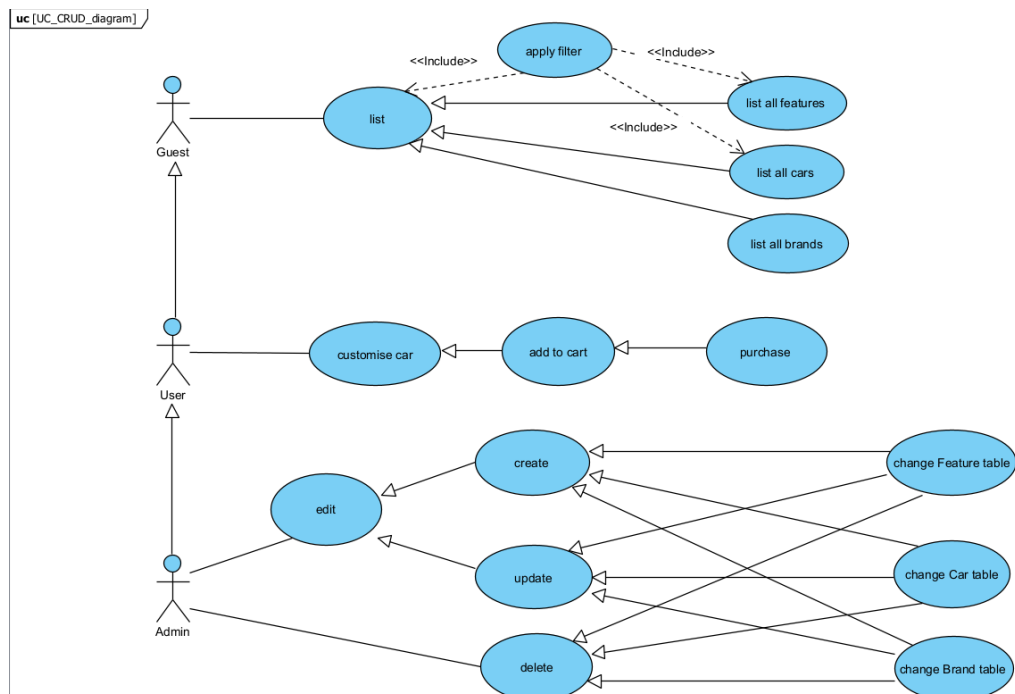 uc [UC_CRUD_diagram]
apply filter
<<Include>>
<<Include>>
list all features
list
<<Include>>
Guest
list all cars
list all brands
customise car
add to cart
purchase
User
create
change Feature table
edit
update
change Car table
Admin
delete
change Brand table